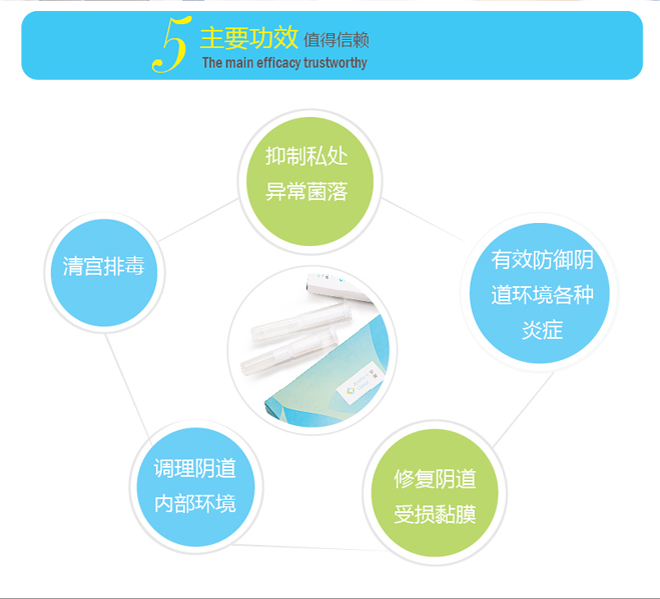 5 主要功效 值得信赖
The main efficacy trustworthy
抑制私处
异常菌落
清宫排毒
有效防御阴
道环境各种
炎症
调理阴道
内部环境
修复阴道
受损黏膜